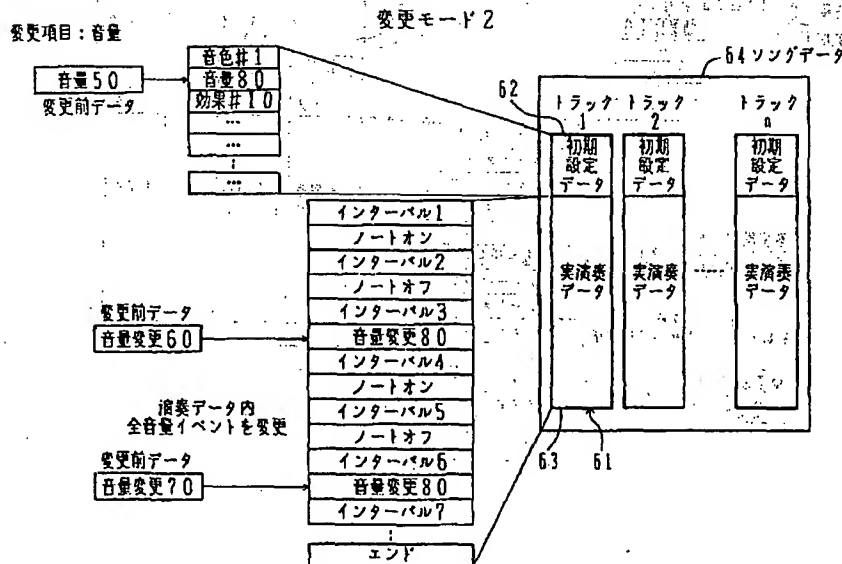 変更モード2
変更項目：音量
音量50
変更前データ
音色♯1
音量80
効果♯10
…
…
…
64 ソングデータ
62
トラック
1
トラック
2
トラック
n
初期
設定
データ
初期
設定
データ
初期
設定
データ
実演奏
データ
実演奏
データ
実演奏
データ
63
61
インターバル1
ノートオン
インターバル2
ノートオフ
インターバル3
音量変更80
インターバル4
ノートオン
インターバル5
ノートオフ
インターバル6
音量変更80
インターバル7
エンド
変更前データ
音量変更60
演奏データ内
全音量イベントを変更
変更前データ
音量変更70